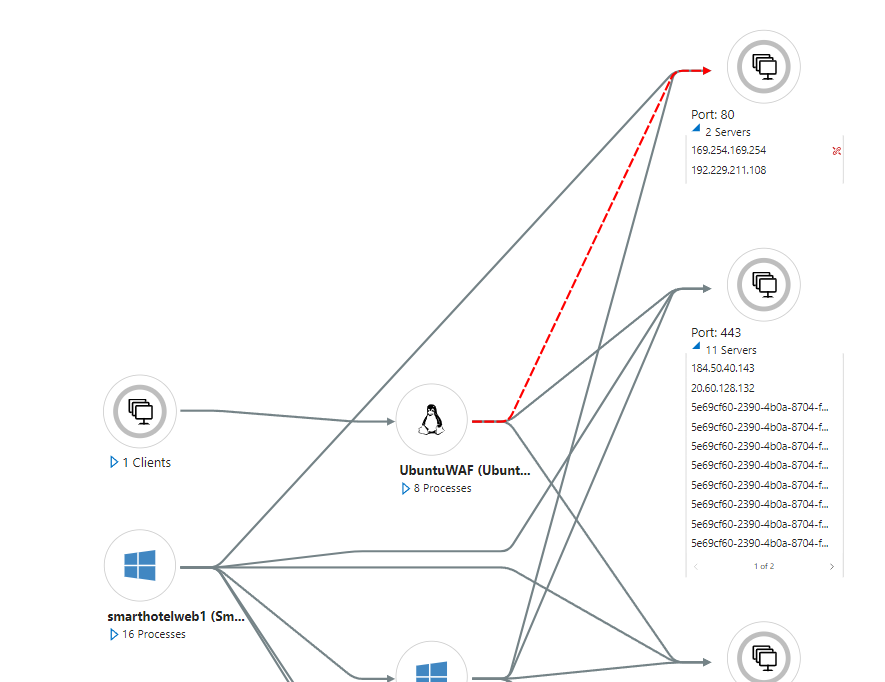 Port: 80
2 Servers
169.254.169.254
192.229.211.108
Port: 443
11 Servers
184.50.40.143
20.60.128.132
5e69cf60-2390-4b0a-8704-f...
5e69cf60-2390-4b0a-8704-f...
5e69cf60-2390-4b0a-8704-f...
5e69cf60-2390-4b0a-8704-f...
5e69cf60-2390-4b0a-8704-f...
5e69cf60-2390-4b0a-8704-f...
5e69cf60-2390-4b0a-8704-f...
5e69cf60-2390-4b0a-8704-f...
1 of 2
1 Clients
UbuntuWAF (Ubunt...
8 Processes
smarthotelweb1 (Sm...
16 Processes